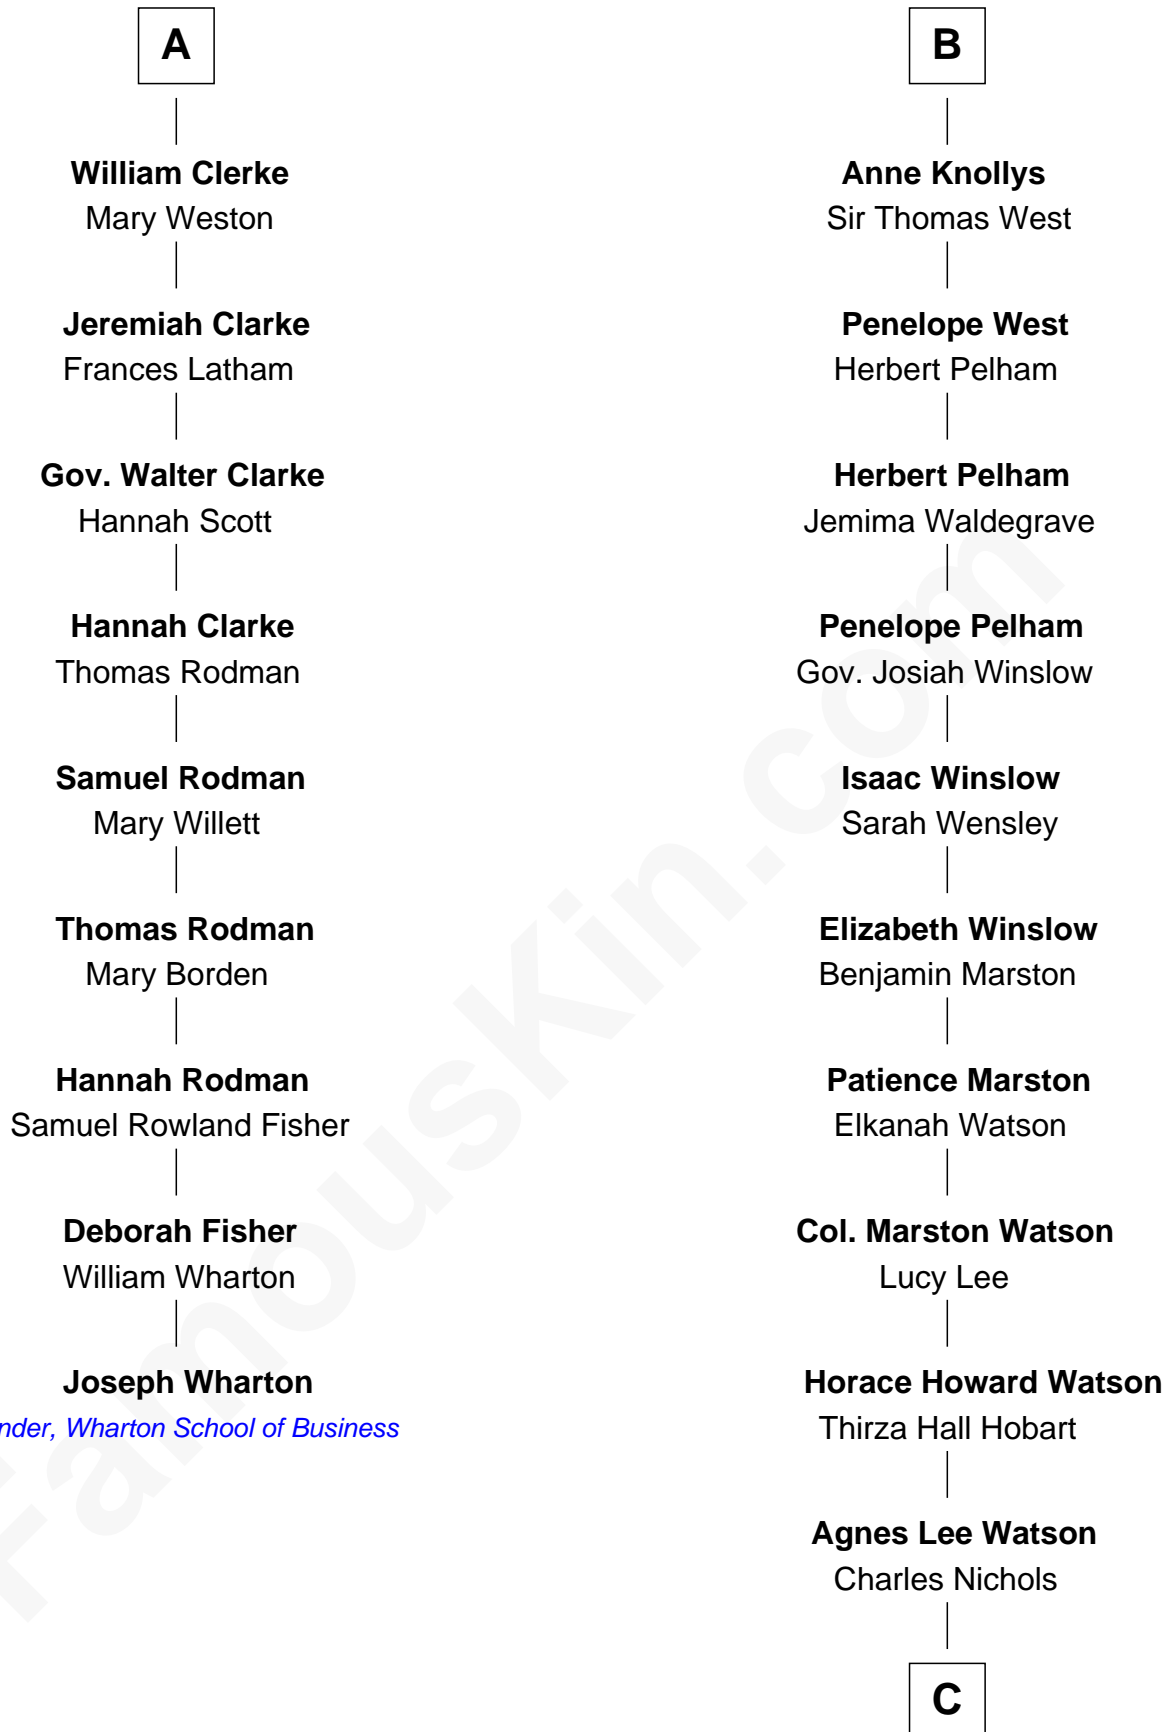 A
William Clerke
Mary Weston
Jeremiah Clarke
Frances Latham
Gov. Walter Clarke
Hannah Scott
Hannah Clarke
Thomas Rodman
Samuel Rodman
Mary Willett
Thomas Rodman
Mary Borden
Hannah Rodman
Samuel Rowland Fisher
Deborah Fisher
William Wharton
Joseph Wharton
nder, Wharton School of Business
B
Anne Knollys
Sir Thomas West
Penelope West
Herbert Pelham
Herbert Pelham
Jemima Waldegrave
Penelope Pelham
Gov. Josiah Winslow
Isaac Winslow
Sarah Wensley
Elizabeth Winslow
Benjamin Marston
Patience Marston
Elkanah Watson
Col. Marston Watson
Lucy Lee
Horace Howard Watson
Thirza Hall Hobart
Agnes Lee Watson
Charles Nichols
C
FamousKin.com